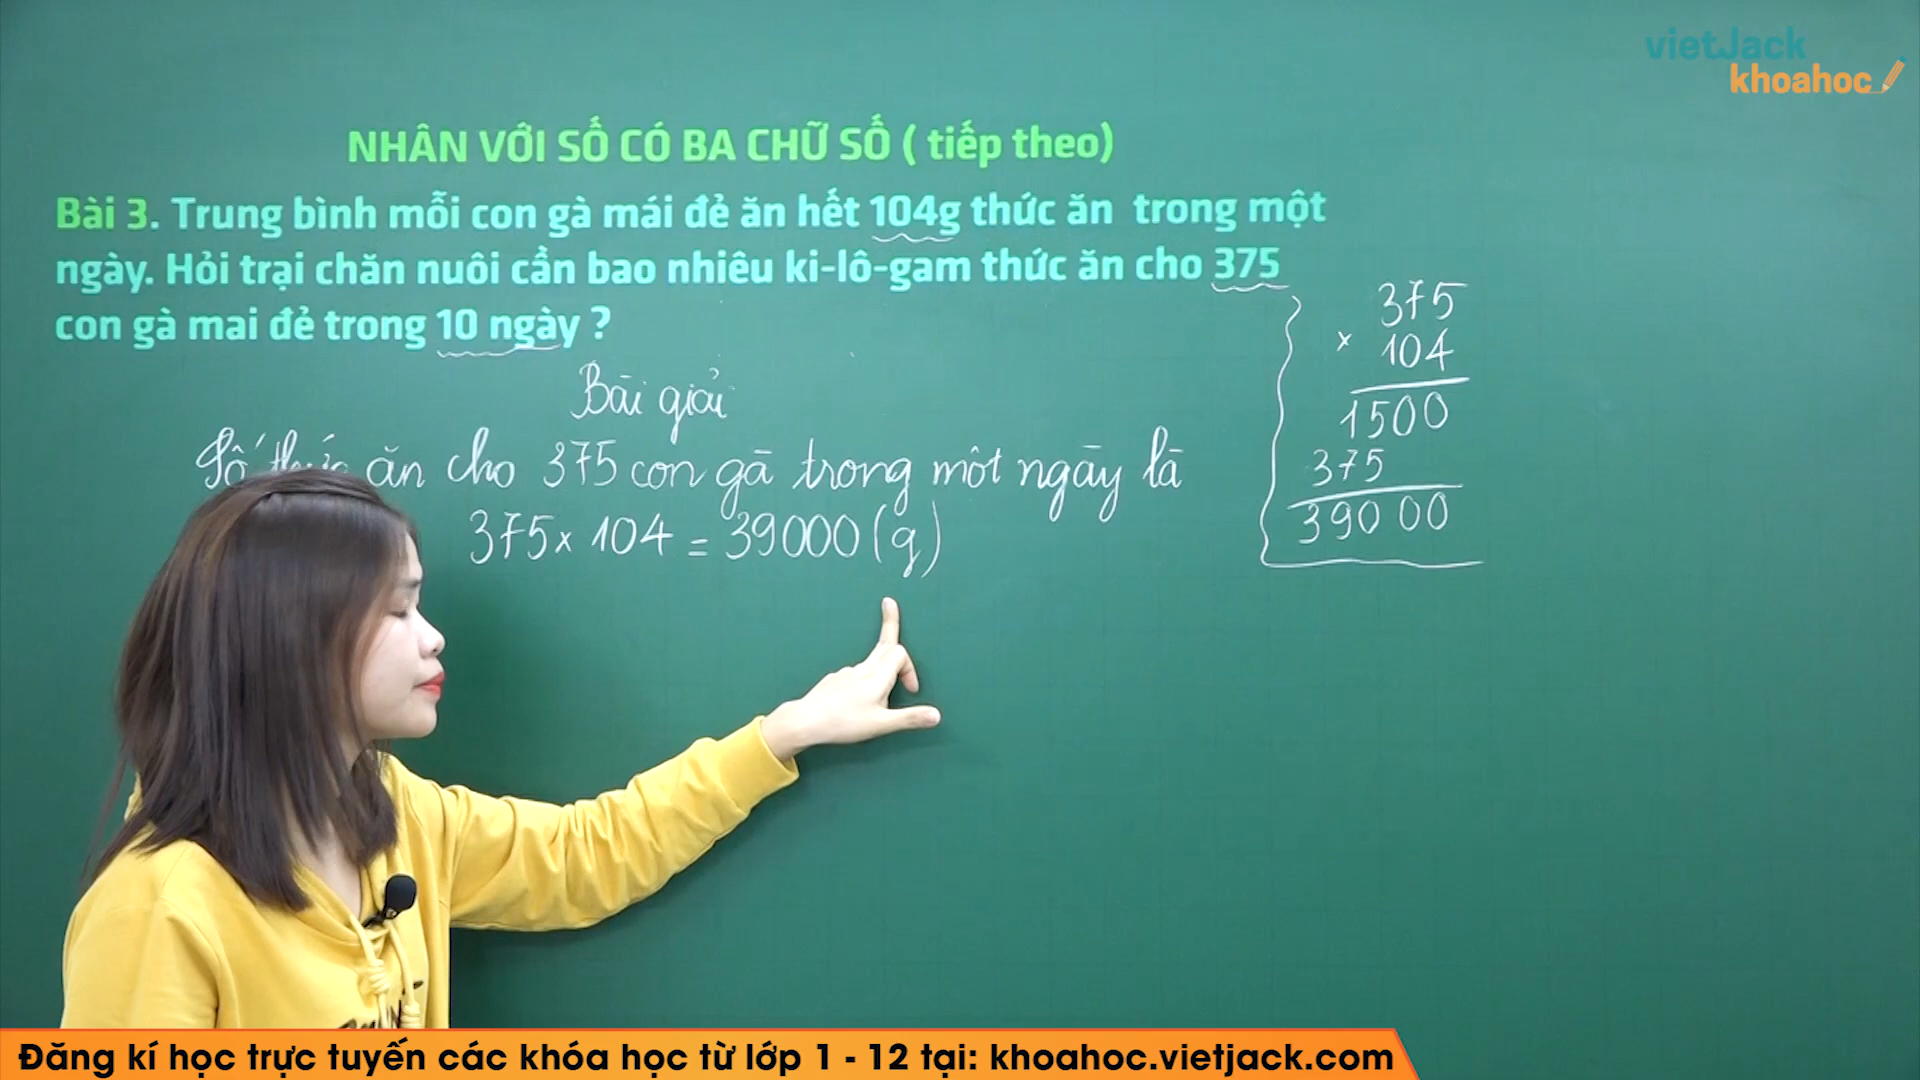 vietJack
khoahoc
NHÂN VỚI SỐ CÓ BA CHỮ SỐ ( tiếp theo)
Bài 3. Trung bình mỗi con gà mái đẻ ăn hết 104g thức ăn trong một
ngày. Hỏi trại chăn nuôi cần bao nhiêu ki-lô-gam thức ăn cho 375
con gà mai đẻ trong 10 ngày ?
Bài giải
Số thức ăn cho 375 con gà trong một ngày là
375 x 104 = 39000 (g)
375
x 104
1500
375
39000
Đăng kí học trực tuyến các khóa học từ lớp 1 - 12 tại: khoahoc.vietjack.com